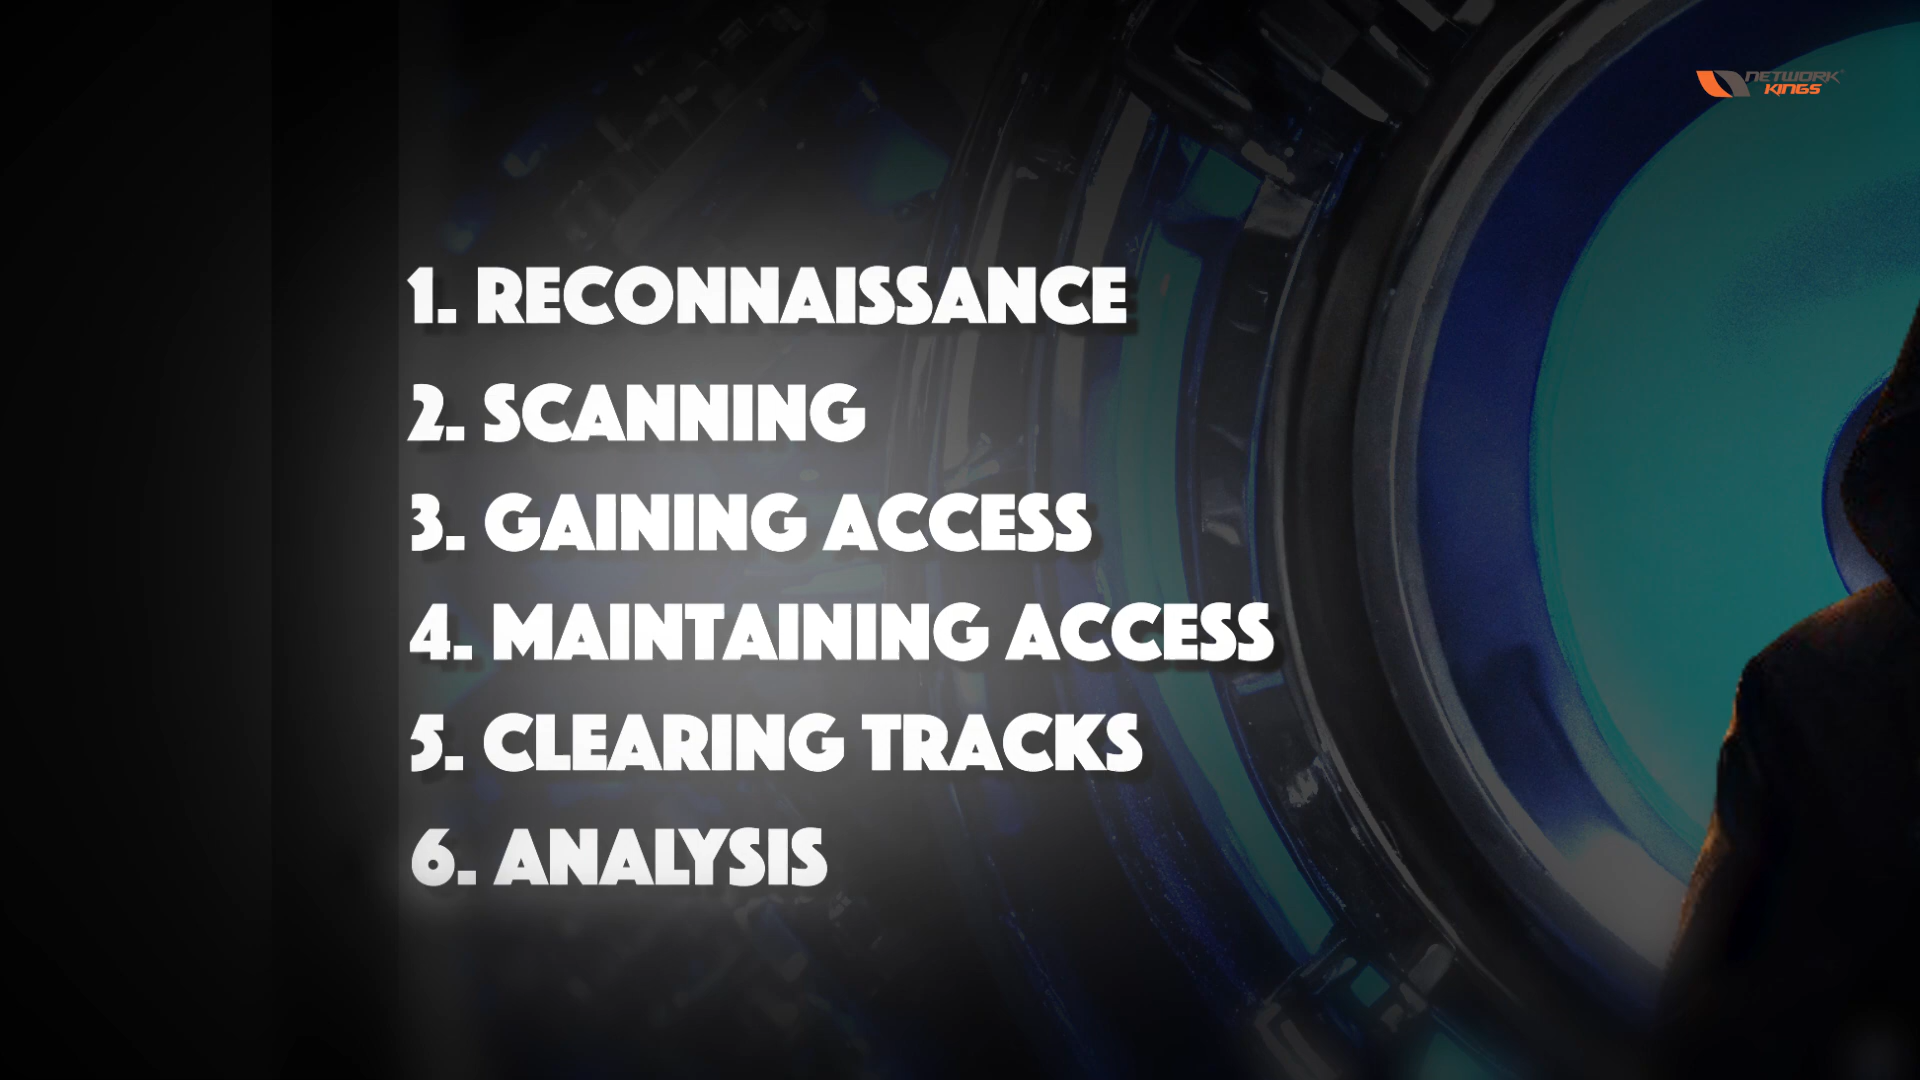 NETWORK
KINGS
1. RECONNAISSANCE
2. SCANNING
3. GAINING ACCESS
4. MAINTAINING ACCESS
5. CLEARING TRACKS
6. ANALYSIS